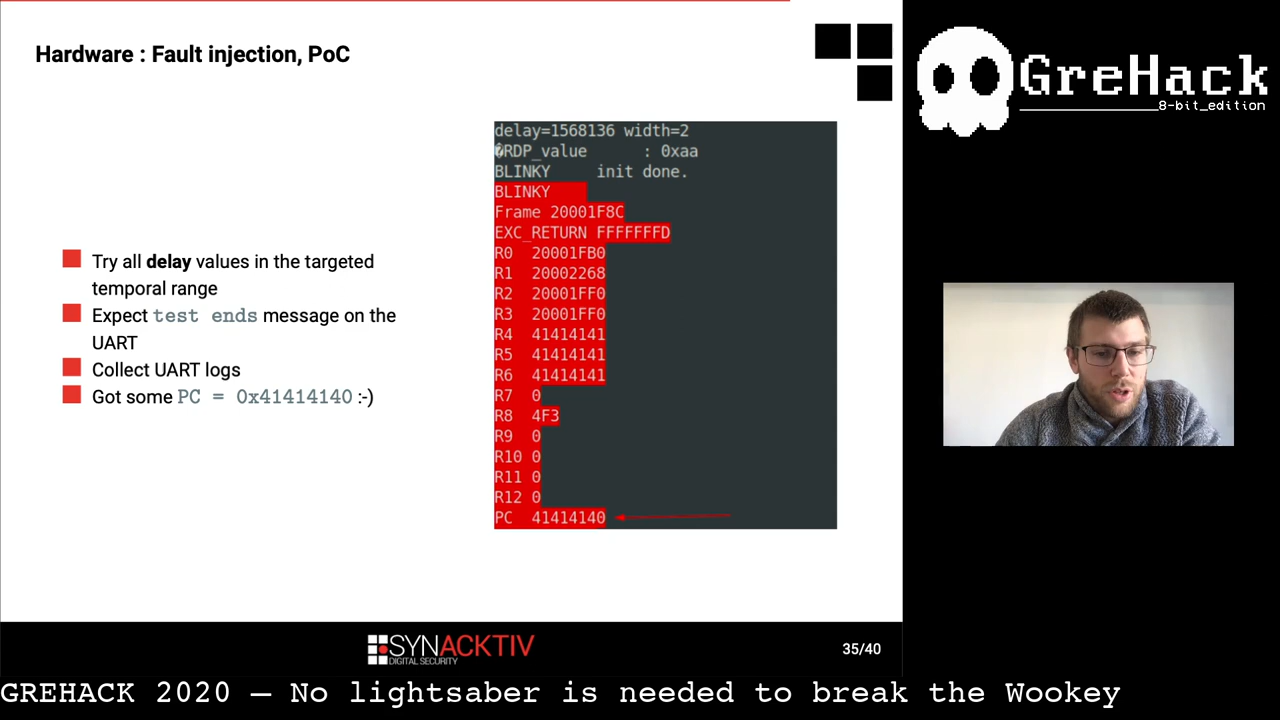 Hardware : Fault injection, PoC
Try all delay values in the targeted
temporal range
Expect test ends message on the
UART
Collect UART logs
Got some PC = 0x41414140 :-)
delay=1568136 width=2
�RDP_value : 0xaa
BLINKY init done.
BLINKY
Frame 20001F8C
EXC_RETURN FFFFFFFD
R0 20001FB0
R1 20002268
R2 20001FF0
R3 20001FF0
R4 41414141
R5 41414141
R6 41414141
R7 0
R8 4F3
R9 0
R10 0
R11 0
R12 0
PC 41414140
SYNACKTIV
DIGITAL SECURITY
35/40
GreHack
8-bit_edition
GREHACK 2020 – No lightsaber is needed to break the Wookey